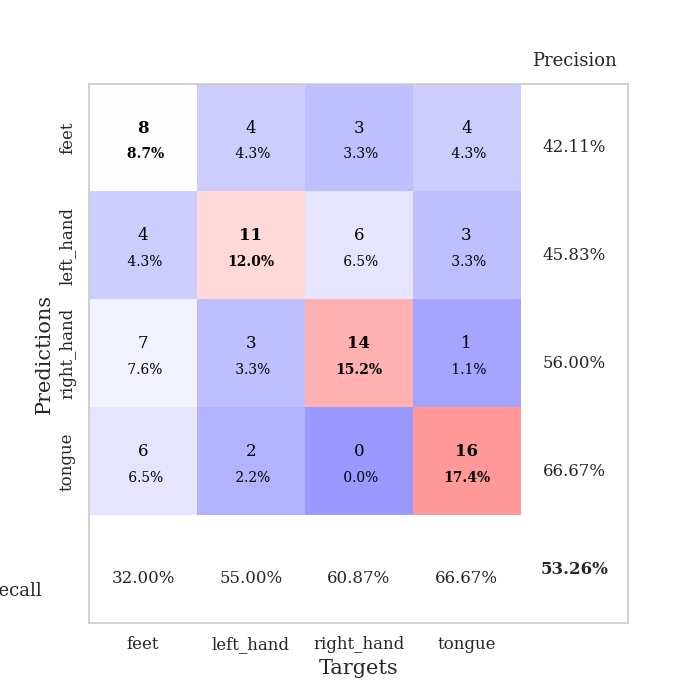 Precision
feet 8 4 3 4 42.11%
8.7% 4.3% 3.3% 4.3%
left_hand 4 11 6 3 45.83%
4.3% 12.0% 6.5% 3.3%
Predictions
right_hand 7 3 14 1 56.00%
7.6% 3.3% 15.2% 1.1%
tongue 6 2 0 16 66.67%
6.5% 2.2% 0.0% 17.4%
ecall 32.00% 55.00% 60.87% 66.67% 53.26%
feet left_hand right_hand tongue
Targets